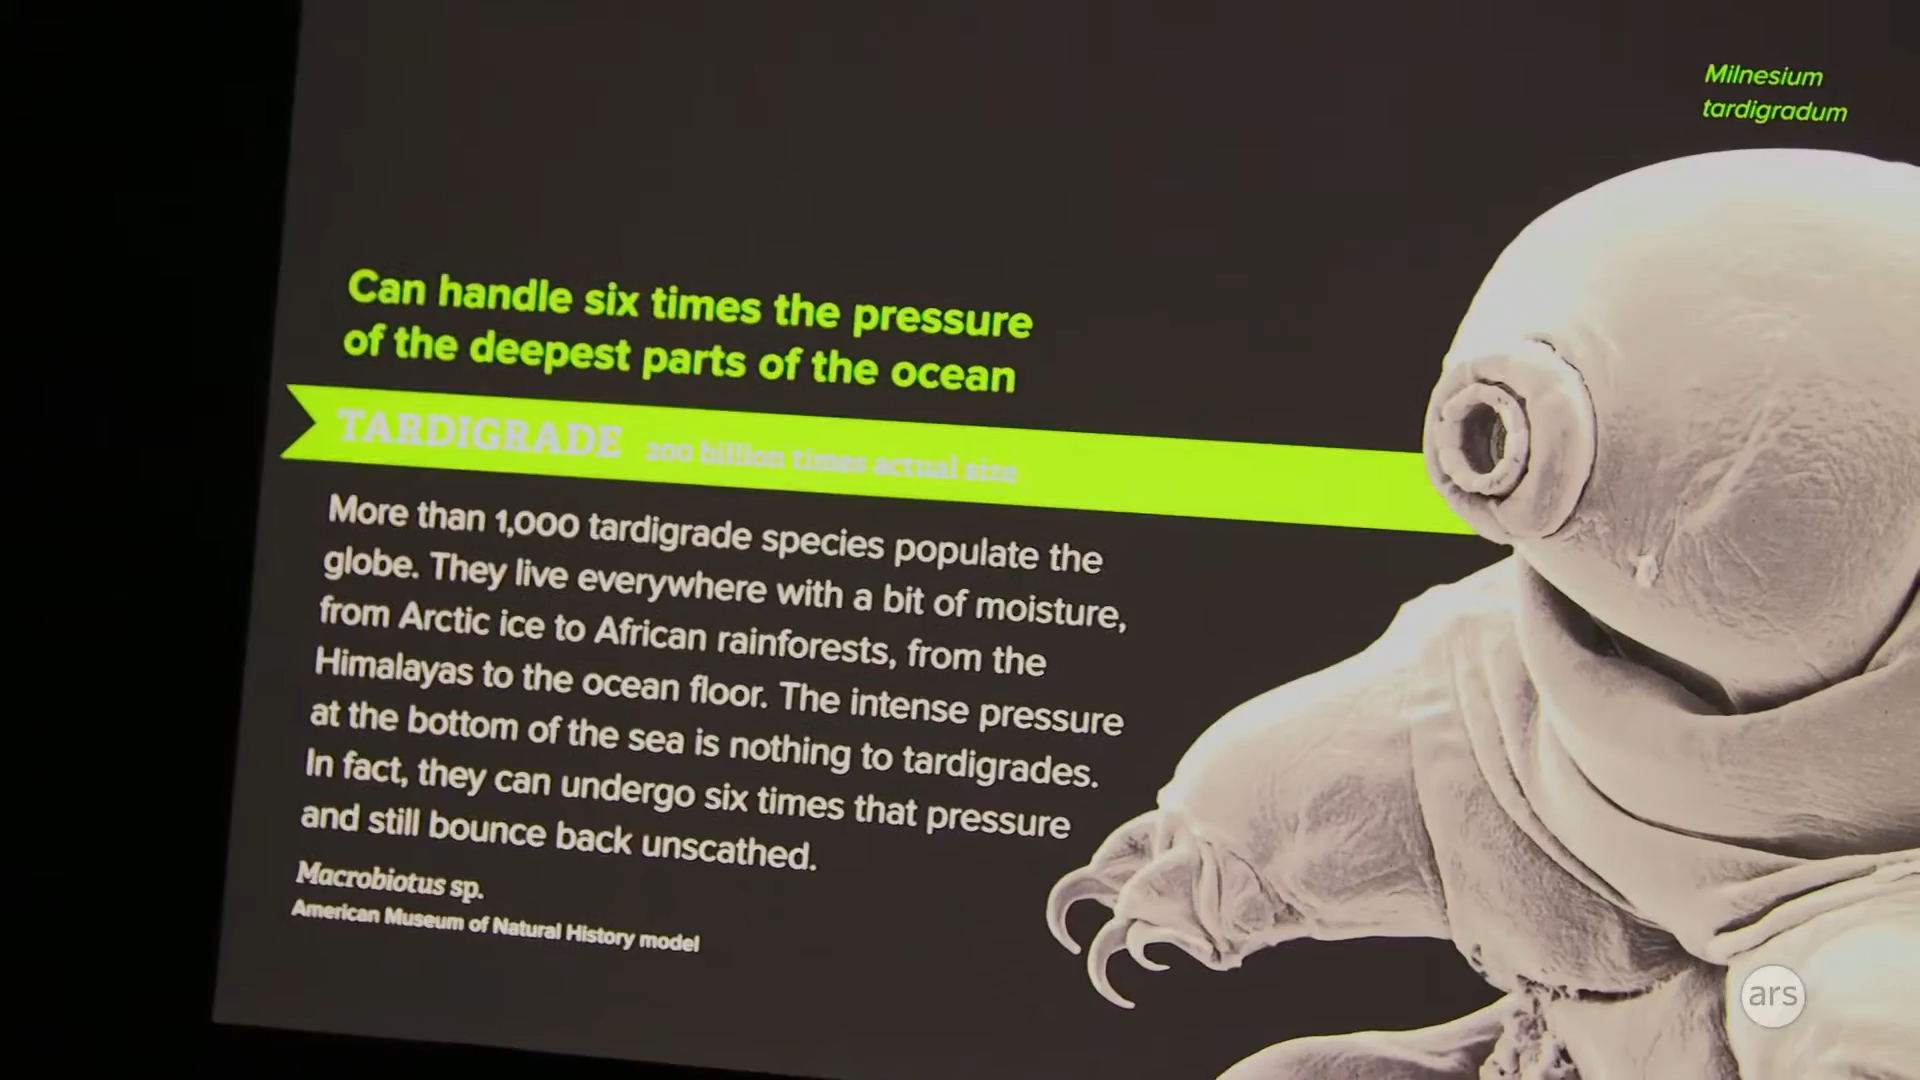 Milnesium
tardigradum
Can handle six times the pressure
of the deepest parts of the ocean
TARDIGRADE 200 billion times actual size
More than 1,000 tardigrade species populate the
globe. They live everywhere with a bit of moisture,
from Arctic ice to African rainforests, from the
Himalayas to the ocean floor. The intense pressure
at the bottom of the sea is nothing to tardigrades.
In fact, they can undergo six times that pressure
and still bounce back unscathed.
Macrobiotus sp.
American Museum of Natural History model
ars